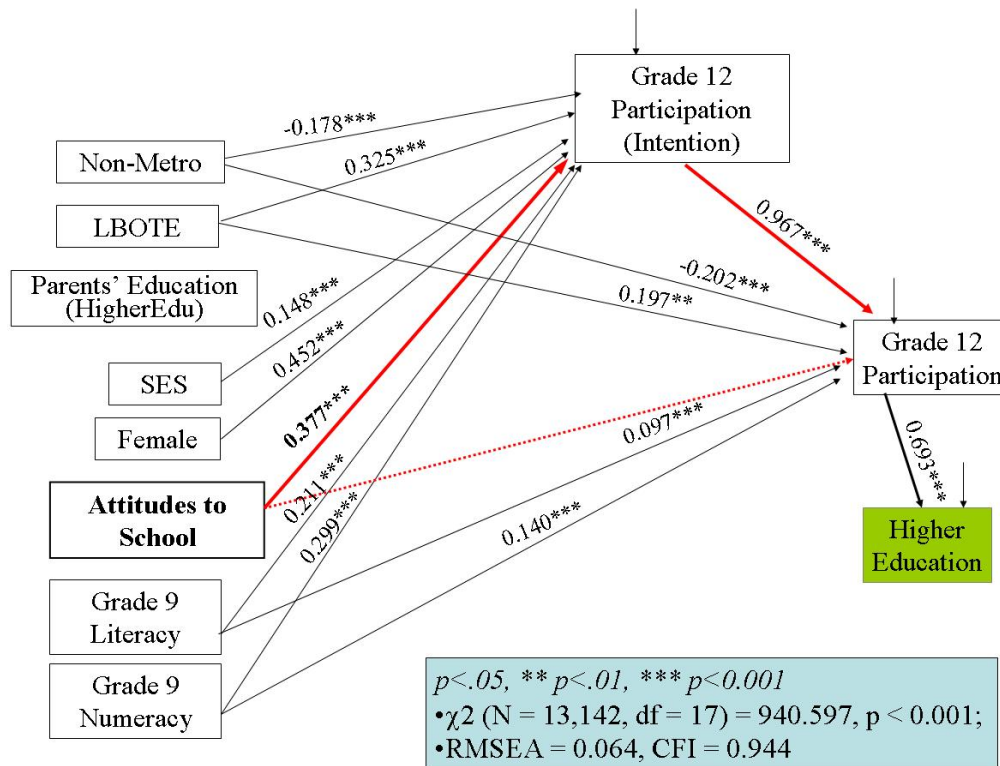 Grade 12
Participation
(Intention)
-0.178***
0.325***
Non-Metro
LBOTE
Parents’ Education
(HigherEdu)
0.148***
0.452***
SES
Female
0.377***
Attitudes to
School
0.211***
0.299***
Grade 9
Literacy
Grade 9
Numeracy
0.967***
-0.202***
0.197**
Grade 12
Participation
0.097***
0.140***
0.693***
Higher
Education
p<.05, ** p<.01, *** p<0.001
•χ2 (N = 13,142, df = 17) = 940.597, p < 0.001;
•RMSEA = 0.064, CFI = 0.944